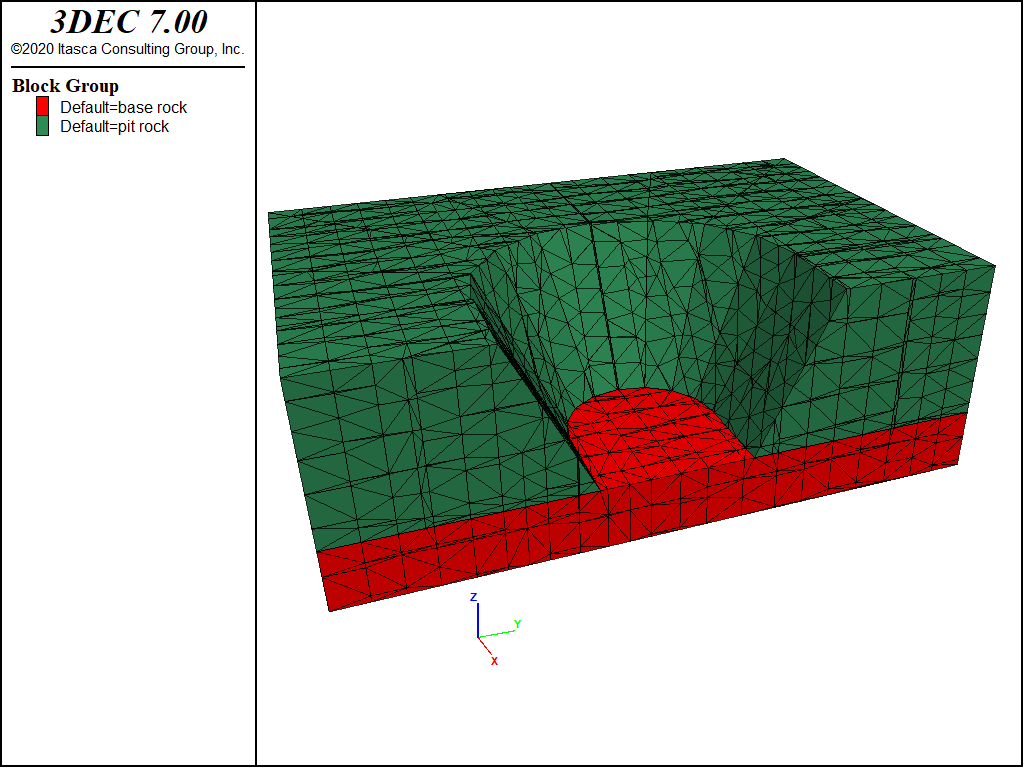 3DEC 7.00
©2020 Itasca Consulting Group, Inc.
Block Group
Default=base rock
Default=pit rock
Z
Y
X